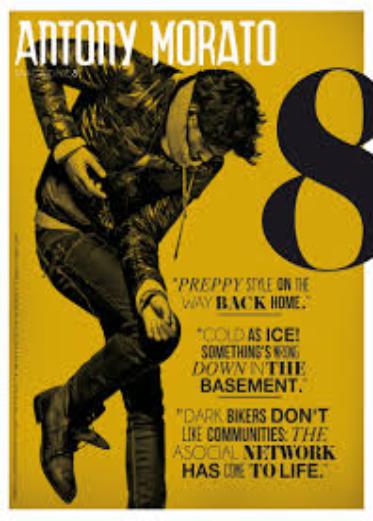 ANTONY MORATO
8
"PREPPY STYLE ON THE
WAY BACK HOME."
"COLD AS ICE!
SOMETHING'S WRONG
DOWN IN THE
BASEMENT."
"DARK BIKERS DON'T
LIKE COMMUNITIES: THE
ASOCIAL NETWORK
HAS COME TO LIFE."